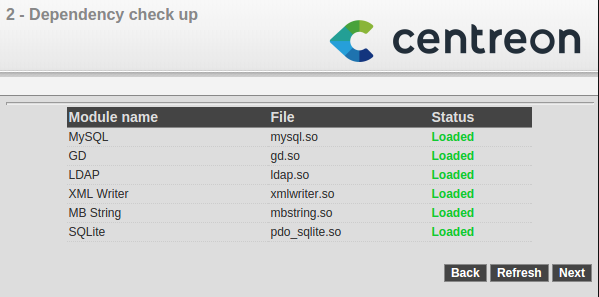 2 - Dependency check up
centreon
Module name File Status
MySQL mysql.so Loaded
GD gd.so Loaded
LDAP ldap.so Loaded
XML Writer xmlwriter.so Loaded
MB String mbstring.so Loaded
SQLite pdo_sqlite.so Loaded
Back Refresh Next